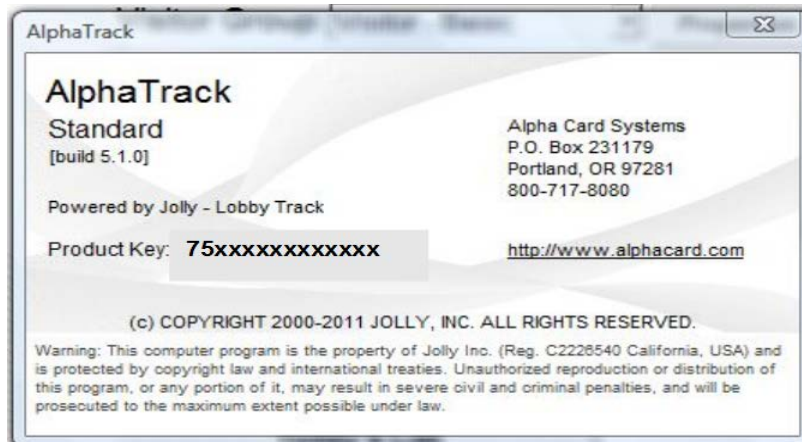 AlphaTrack
AlphaTrack
Standard
[build 5.1.0]
Powered by Jolly - Lobby Track
Product Key: 75xxxxxxxxxxxx
Alpha Card Systems
P.O. Box 231179
Portland, OR 97281
800-717-8080
http://www.alphacard.com
(c) COPYRIGHT 2000-2011 JOLLY, INC. ALL RIGHTS RESERVED.
Warning: This computer program is the property of Jolly Inc. (Reg. C2226540 California, USA) and
is protected by copyright law and international treaties. Unauthorized reproduction or distribution of
this program, or any portion of it, may result in severe civil and criminal penalties, and will be
prosecuted to the maximum extent possible under law.